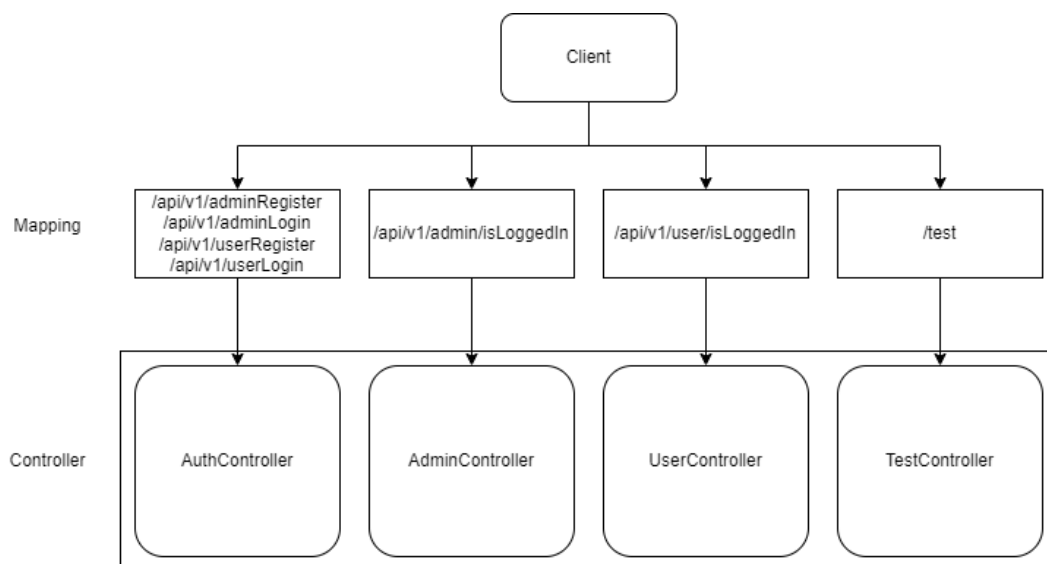 Client
Mapping
/api/v1/adminRegister
/api/v1/adminLogin
/api/v1/userRegister
/api/v1/userLogin
/api/v1/admin/isLoggedIn
/api/v1/user/isLoggedIn
/test
Controller
AuthController
AdminController
UserController
TestController